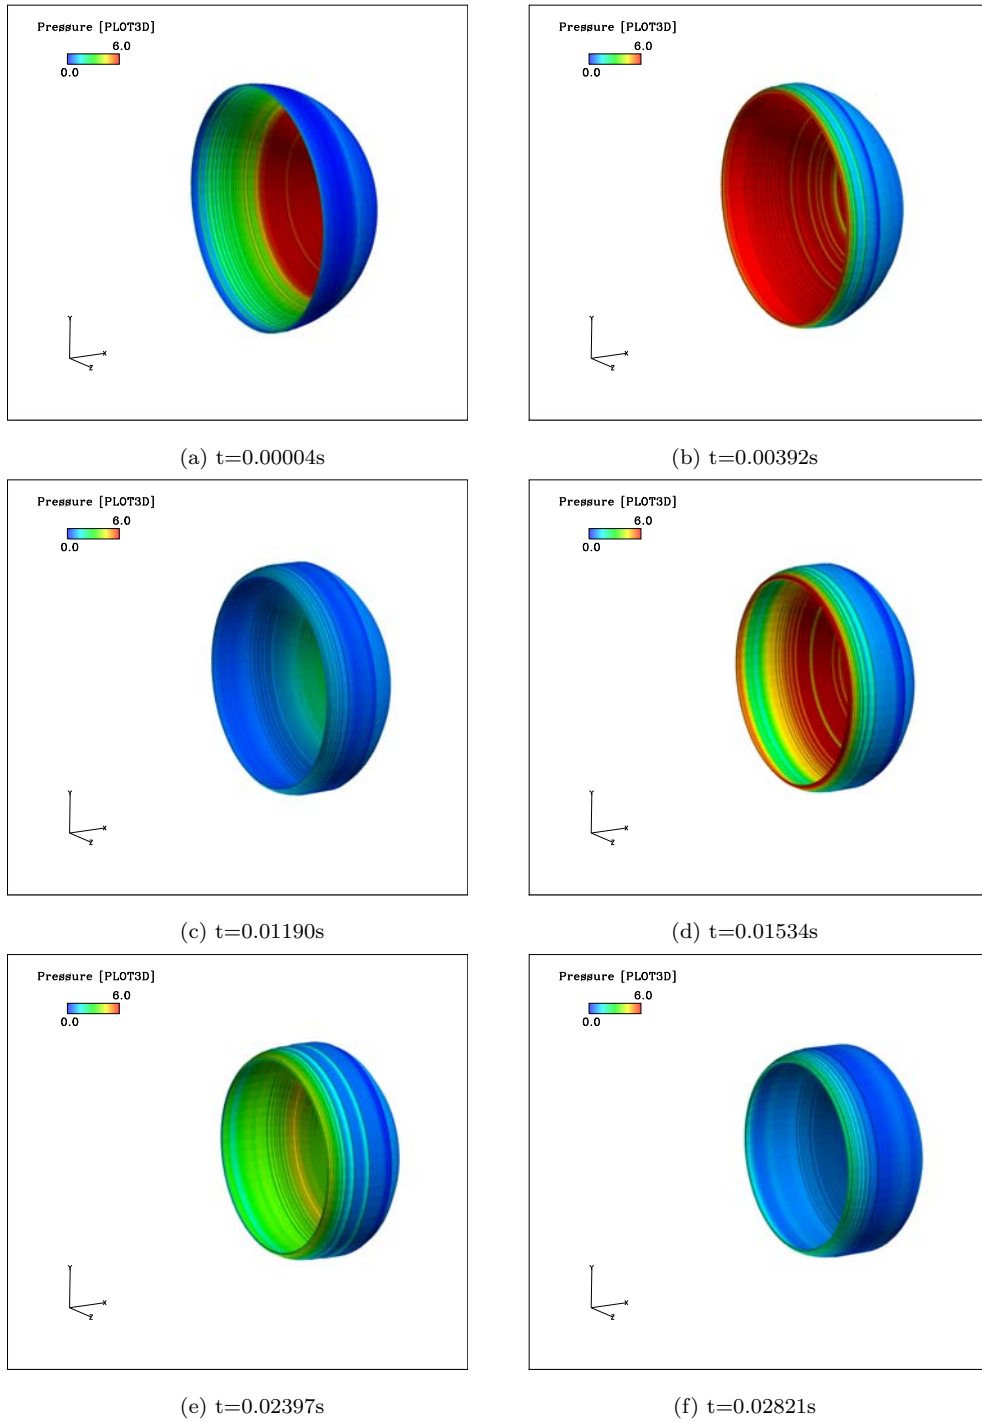 Pressure [PLOT3D]
6.0
0.0
Y
X
Z
(a) t=0.00004s
Pressure [PLOT3D]
6.0
0.0
Y
X
Z
(b) t=0.00392s
Pressure [PLOT3D]
6.0
0.0
Y
X
Z
(c) t=0.01190s
Pressure [PLOT3D]
6.0
0.0
Y
X
Z
(d) t=0.01534s
Pressure [PLOT3D]
6.0
0.0
Y
X
Z
(e) t=0.02397s
Pressure [PLOT3D]
6.0
0.0
Y
X
Z
(f) t=0.02821s